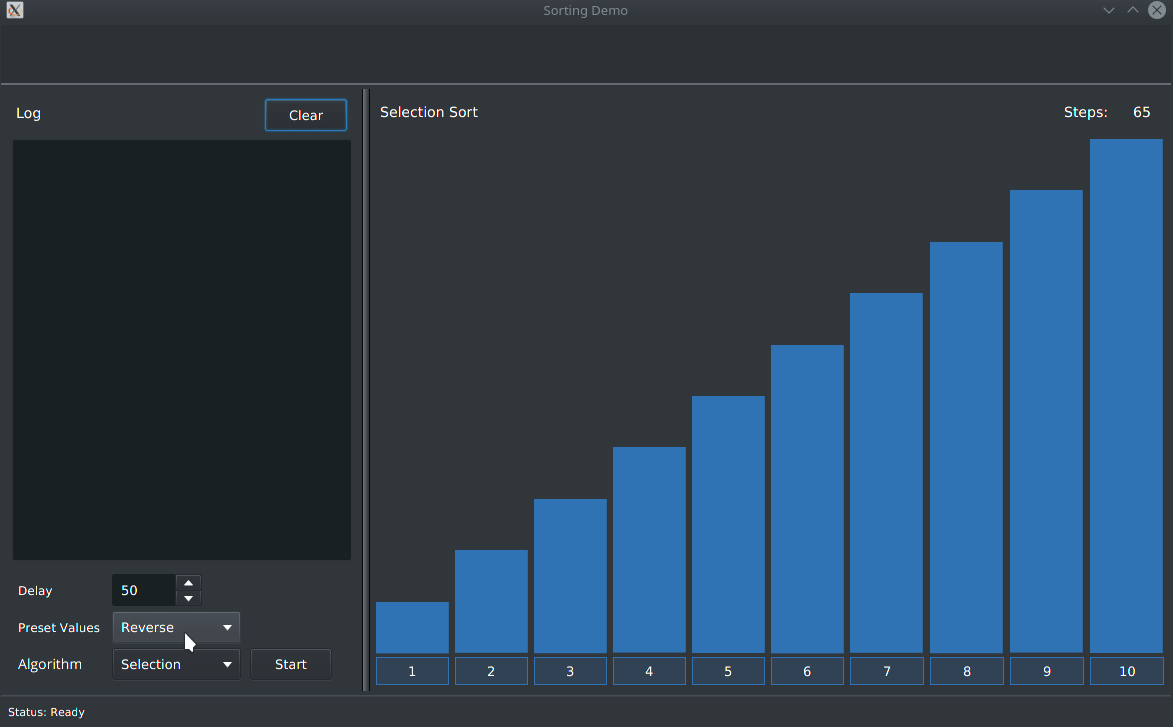 Sorting Demo
Log
Clear
Selection Sort
Steps: 65
Delay
50
Preset Values
Reverse
Algorithm
Selection
Start
1 2 3 4 5 6 7 8 9 10
Status: Ready